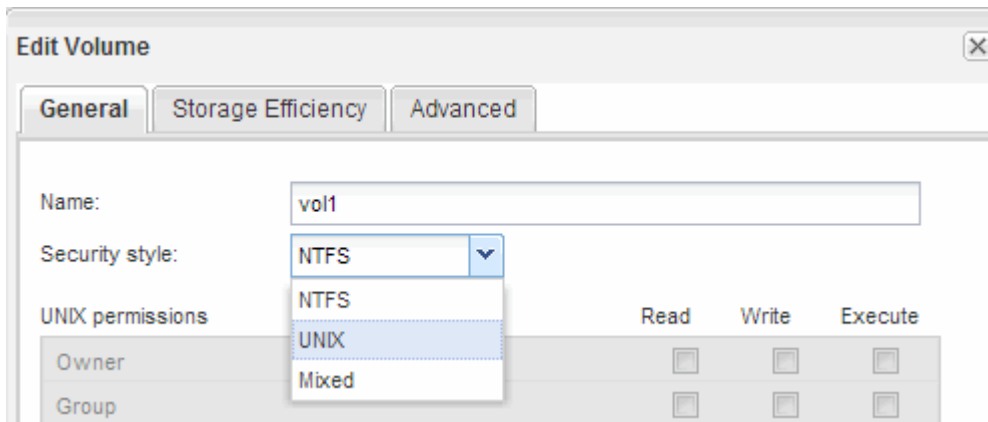 Edit Volume
General Storage Efficiency Advanced
Name: vol1
Security style: NTFS
NTFS
UNIX permissions Read Write Execute
UNIX
Owner
Mixed
Group